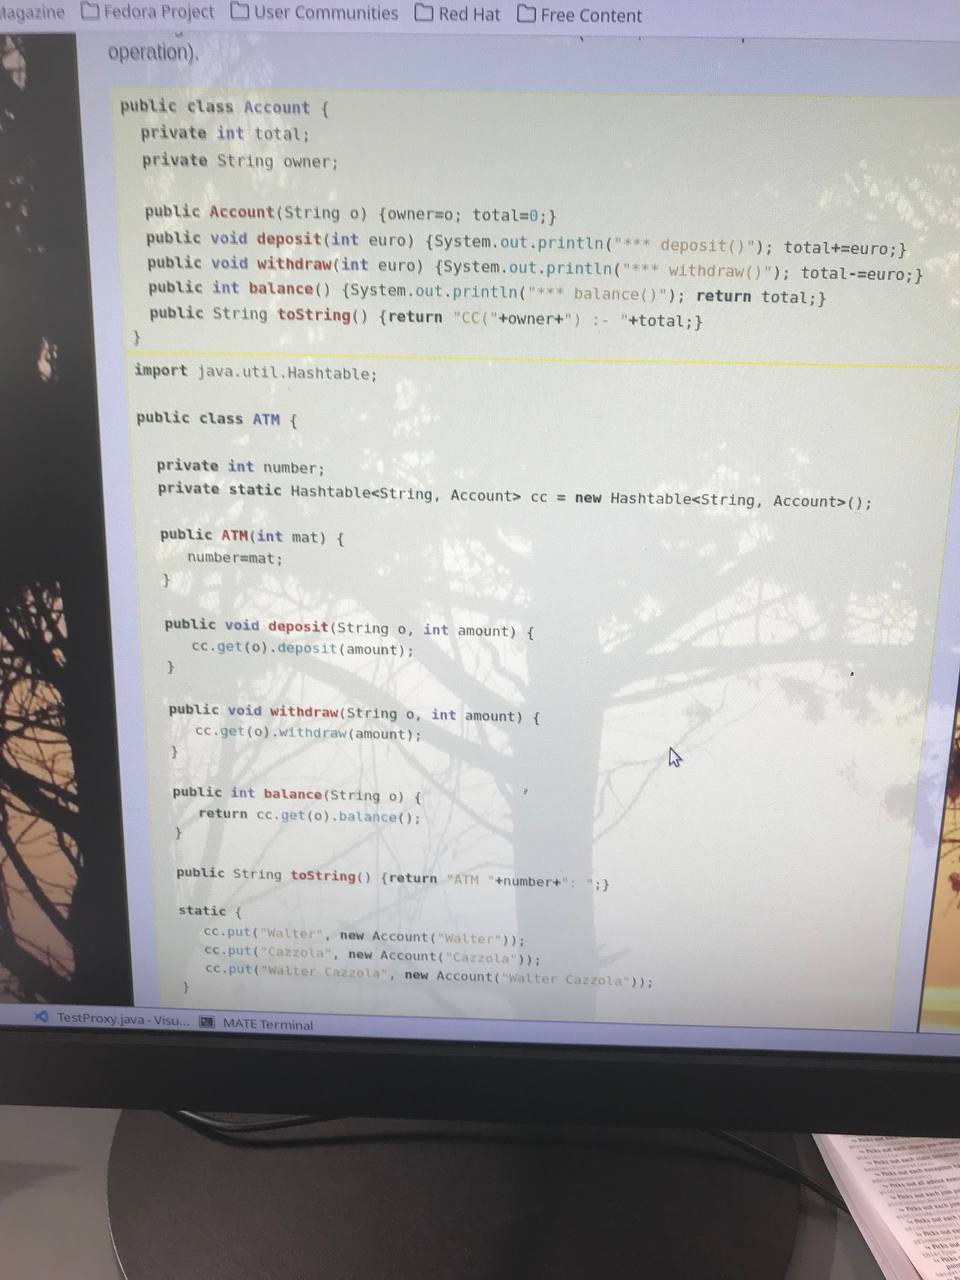 Fedora Project User Communities Red Hat Free Content
operation).
public class Account {
private int total;
private String owner;
public Account(String o) {owner=o; total=0;}
public void deposit(int euro) {System.out.println("*** deposit()"); total+=euro;}
public void withdraw(int euro) {System.out.println("*** withdraw()"); total-=euro;}
public int balance() {System.out.println("*** balance()"); return total;}
public String toString() {return "CC("+owner+") :- "+total;}
}
import java.util.Hashtable;
public class ATM {
private int number;
private static Hashtable<String, Account> cc = new Hashtable<String, Account>();
public ATM(int mat) {
number=mat;
}
public void deposit(String o, int amount) {
cc.get(o).deposit(amount);
}
public void withdraw(String o, int amount) {
cc.get(o).withdraw(amount);
}
public int balance(String o) {
return cc.get(o).balance();
}
public String toString() {return "ATM "+number+": ";}
static {
cc.put("Walter", new Account("Walter"));
cc.put("Cazzola", new Account("Cazzola"));
cc.put("Walter Cazzola", new Account("Walter Cazzola"));
}
TestProxy.java - Visu... MATE Terminal